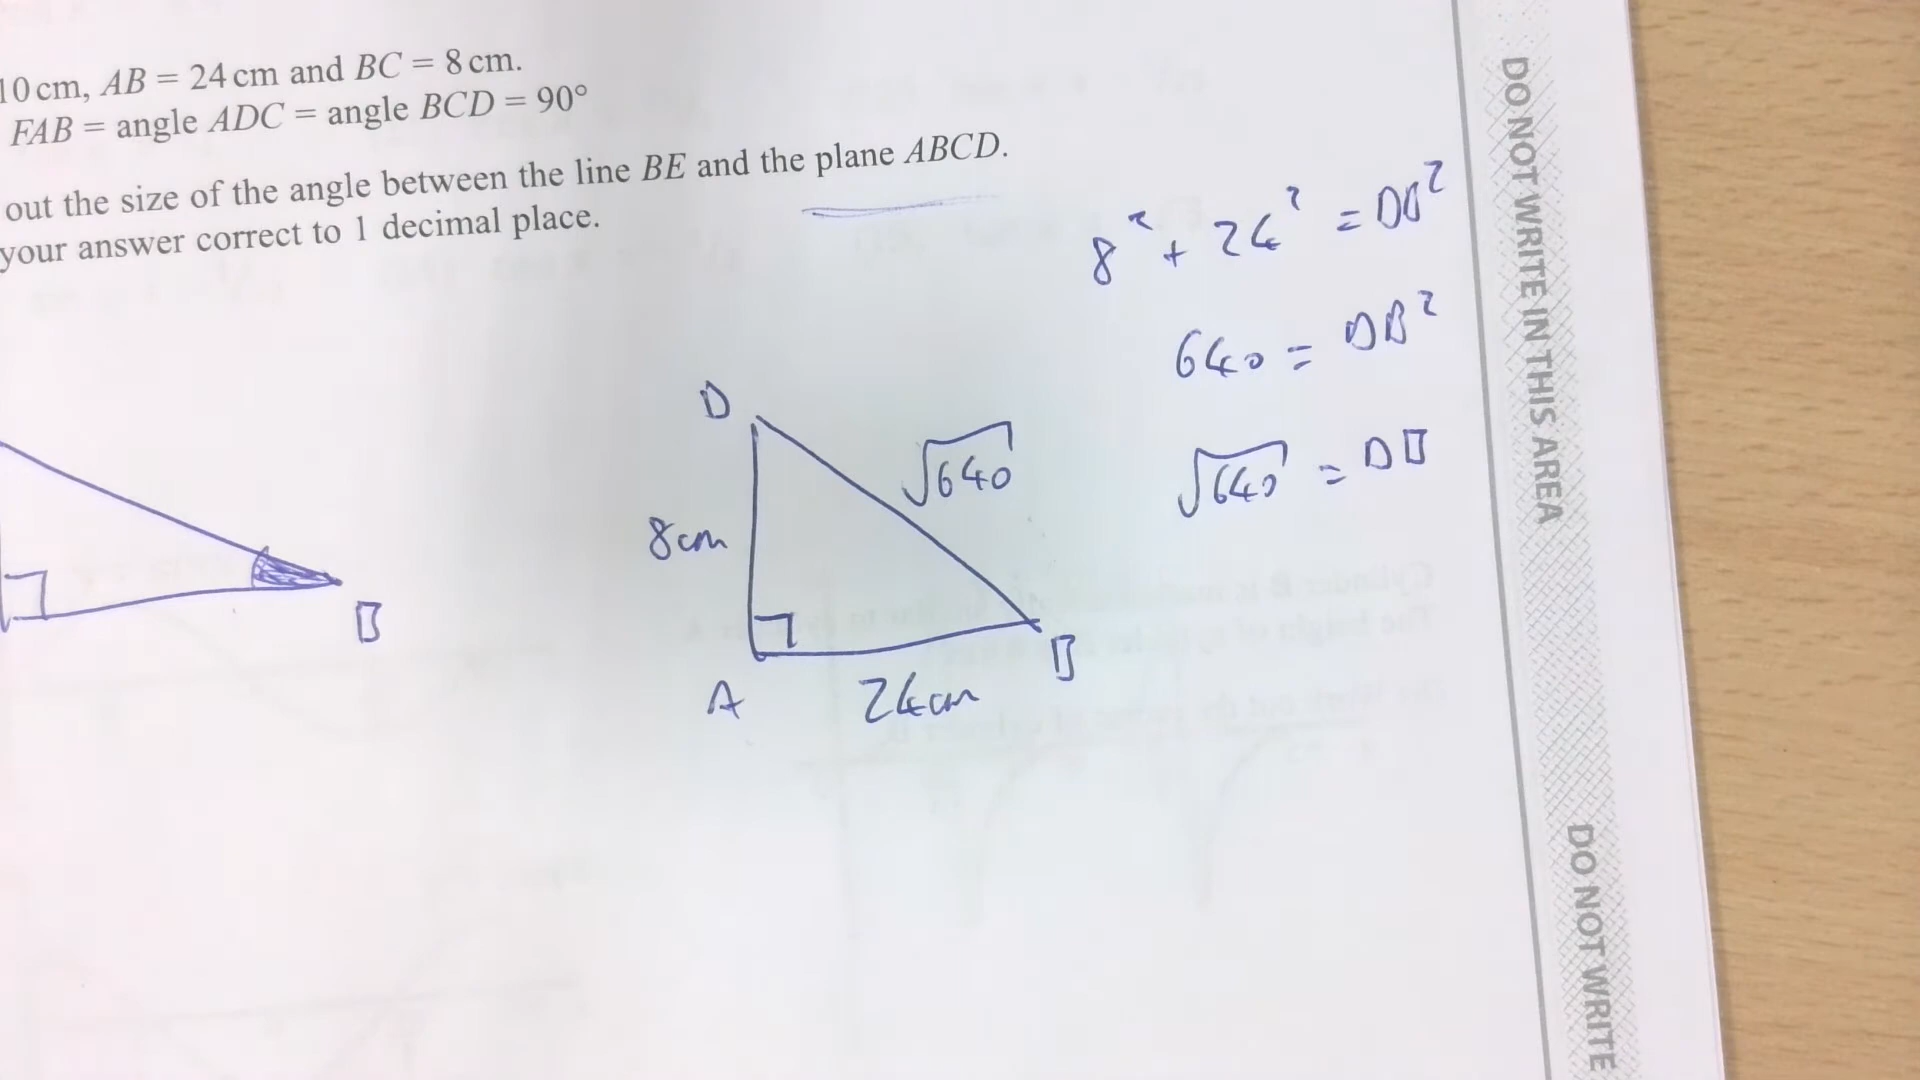 10 cm, AB = 24 cm and BC = 8 cm.
FAB = angle ADC = angle BCD = 90°
out the size of the angle between the line BE and the plane ABCD.
your answer correct to 1 decimal place.
8² + 24² = DB²
640 = DB²
√640 = DB
D
√640
8cm
B
A
24cm
B
DO NOT WRITE IN THIS AREA
DO NOT WRITE